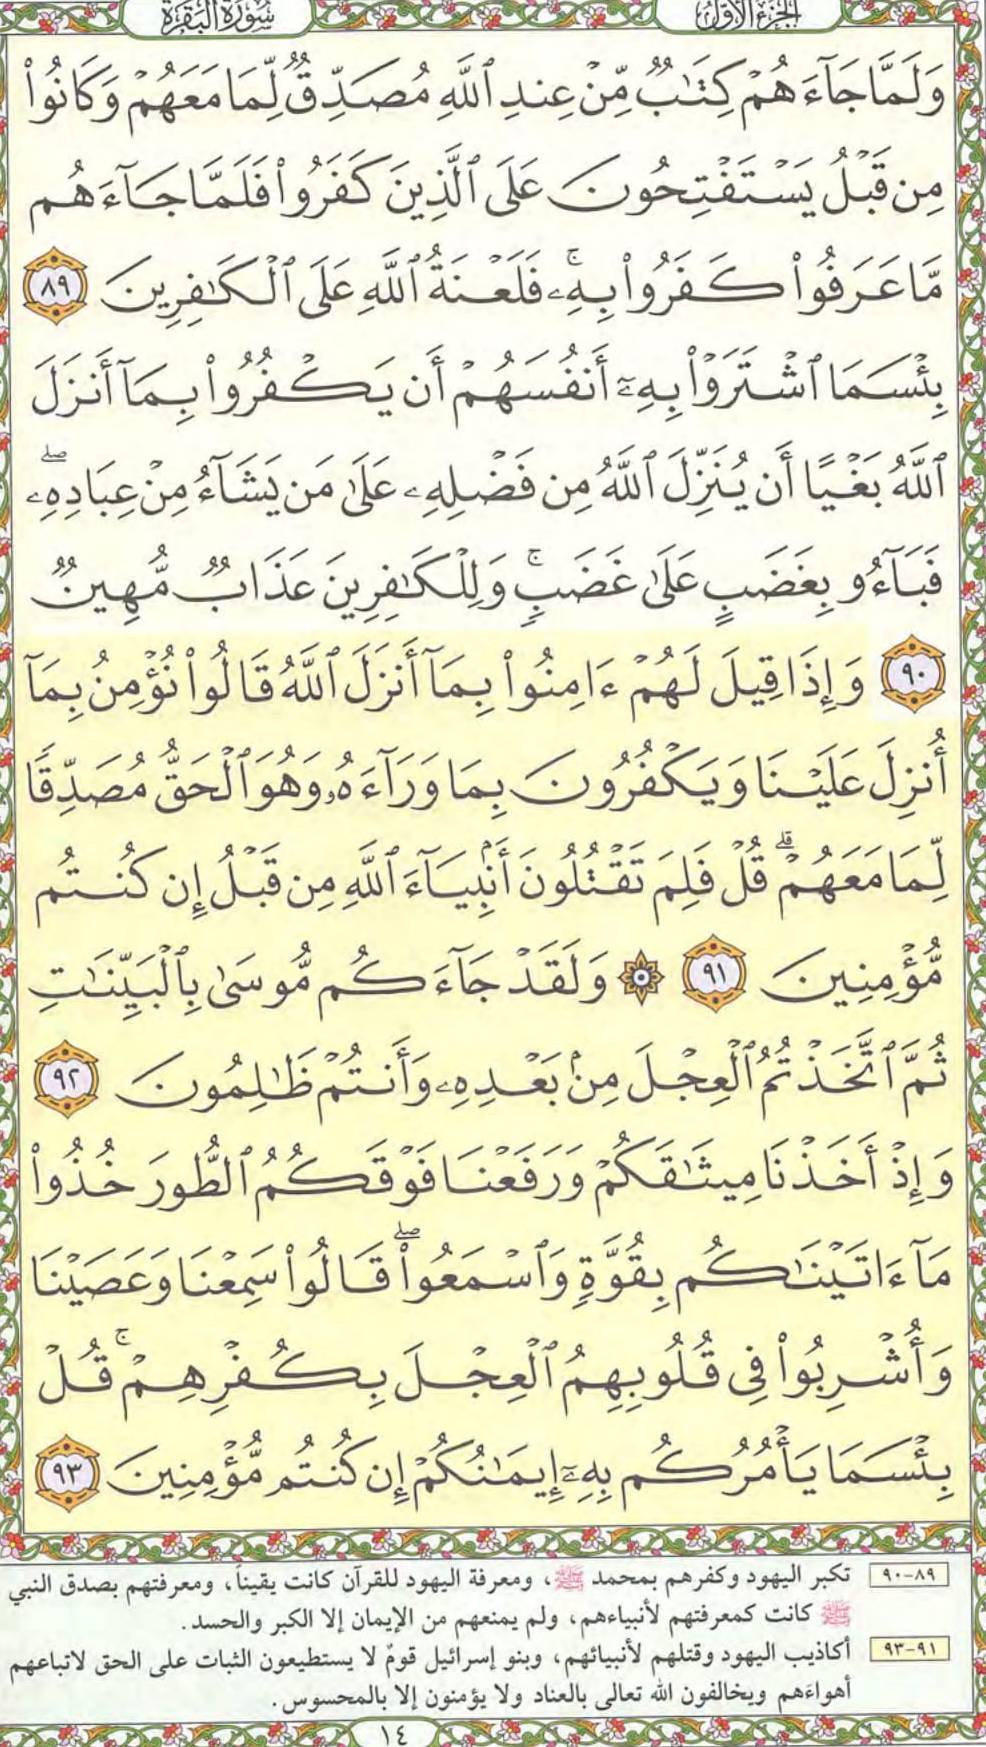 الجزء الأول
سورة البقرة
وَلَمَّا جَآءَهُمْ كِتَٰبٌ مِّنْ عِندِ ٱللَّهِ مُصَدِّقٌ لِّمَا مَعَهُمْ وَكَانُوا۟
مِن قَبْلُ يَسْتَفْتِحُونَ عَلَى ٱلَّذِينَ كَفَرُوا۟ فَلَمَّا جَآءَهُم
مَّا عَرَفُوا۟ كَفَرُوا۟ بِهِۦ ۚ فَلَعْنَةُ ٱللَّهِ عَلَى ٱلْكَٰفِرِينَ ٨٩
بِئْسَمَا ٱشْتَرَوْا۟ بِهِۦٓ أَنفُسَهُمْ أَن يَكْفُرُوا۟ بِمَآ أَنزَلَ
ٱللَّهُ بَغْيًا أَن يُنَزِّلَ ٱللَّهُ مِن فَضْلِهِۦ عَلَىٰ مَن يَشَآءُ مِنْ عِبَادِهِۦ ۖ
فَبَآءُو بِغَضَبٍ عَلَىٰ غَضَبٍ ۚ وَلِلْكَٰفِرِينَ عَذَابٌ مُّهِينٌ
٩٠ وَإِذَا قِيلَ لَهُمْ ءَامِنُوا۟ بِمَآ أَنزَلَ ٱللَّهُ قَالُوا۟ نُؤْمِنُ بِمَآ
أُنزِلَ عَلَيْنَا وَيَكْفُرُونَ بِمَا وَرَآءَهُۥ وَهُوَ ٱلْحَقُّ مُصَدِّقًا
لِّمَا مَعَهُمْ ۗ قُلْ فَلِمَ تَقْتُلُونَ أَنۢبِيَآءَ ٱللَّهِ مِن قَبْلُ إِن كُنتُم
مُّؤْمِنِينَ ٩١ ۞ وَلَقَدْ جَآءَكُم مُّوسَىٰ بِٱلْبَيِّنَٰتِ
ثُمَّ ٱتَّخَذْتُمُ ٱلْعِجْلَ مِنۢ بَعْدِهِۦ وَأَنتُمْ ظَٰلِمُونَ ٩٢
وَإِذْ أَخَذْنَا مِيثَٰقَكُمْ وَرَفَعْنَا فَوْقَكُمُ ٱلطُّورَ خُذُوا۟
مَآ ءَاتَيْنَٰكُم بِقُوَّةٍ وَٱسْمَعُوا۟ ۖ قَالُوا۟ سَمِعْنَا وَعَصَيْنَا
وَأُشْرِبُوا۟ فِى قُلُوبِهِمُ ٱلْعِجْلَ بِكُفْرِهِمْ ۚ قُلْ
بِئْسَمَا يَأْمُرُكُم بِهِۦٓ إِيمَٰنُكُمْ إِن كُنتُم مُّؤْمِنِينَ ٩٣
٨٩-٩٠ تكبر اليهود وكفرهم بمحمد ﷺ، ومعرفة اليهود للقرآن كانت يقيناً، ومعرفتهم بصدق النبي
ﷺ كانت كمعرفتهم لأنبياءهم، ولم يمنعهم من الإيمان إلا الكبر والحسد.
٩١-٩٣ أكاذيب اليهود وقتلهم لأنبيائهم، وبنو إسرائيل قومٌ لا يستطيعون الثبات على الحق لاتباعهم
أهواءَهم ويخالفون الله تعالى بالعناد ولا يؤمنون إلا بالمحسوس.
١٤